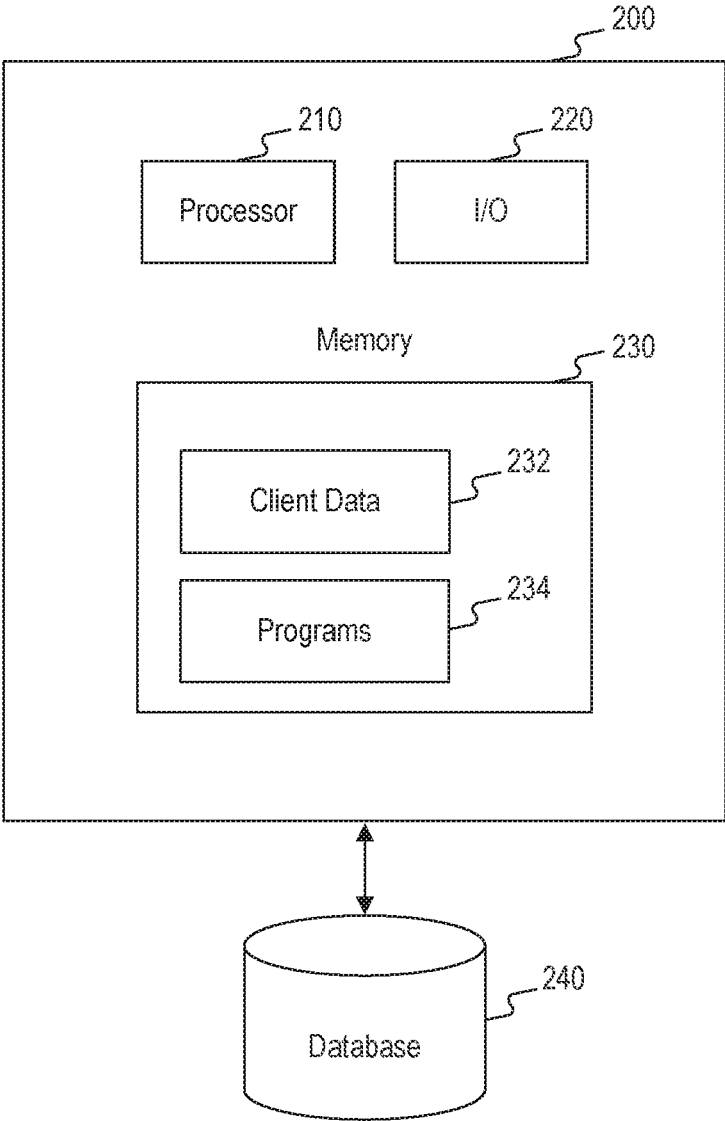 200
210
220
Processor
I/O
Memory
230
232
Client Data
234
Programs
240
Database